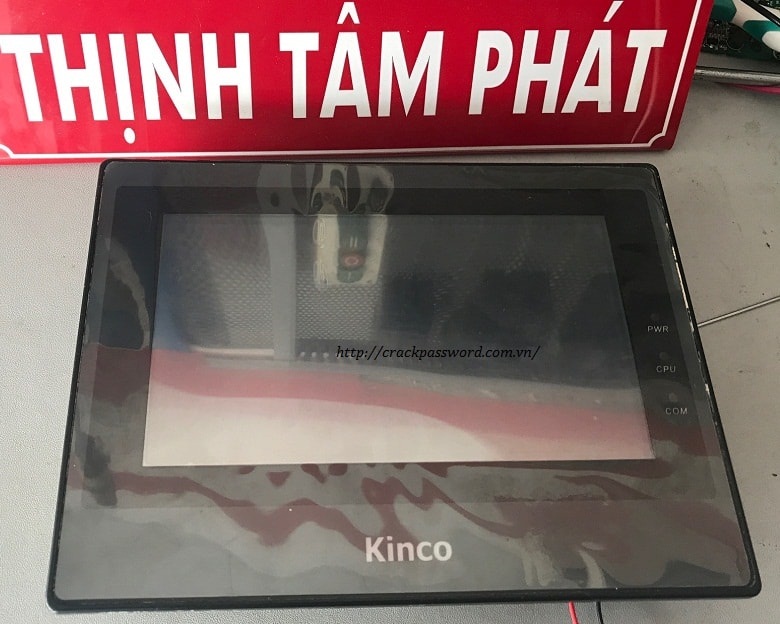 THỊNH TÂM PHÁT
http://crackpassword.com.vn/
PWR
CPU
COM
Kinco